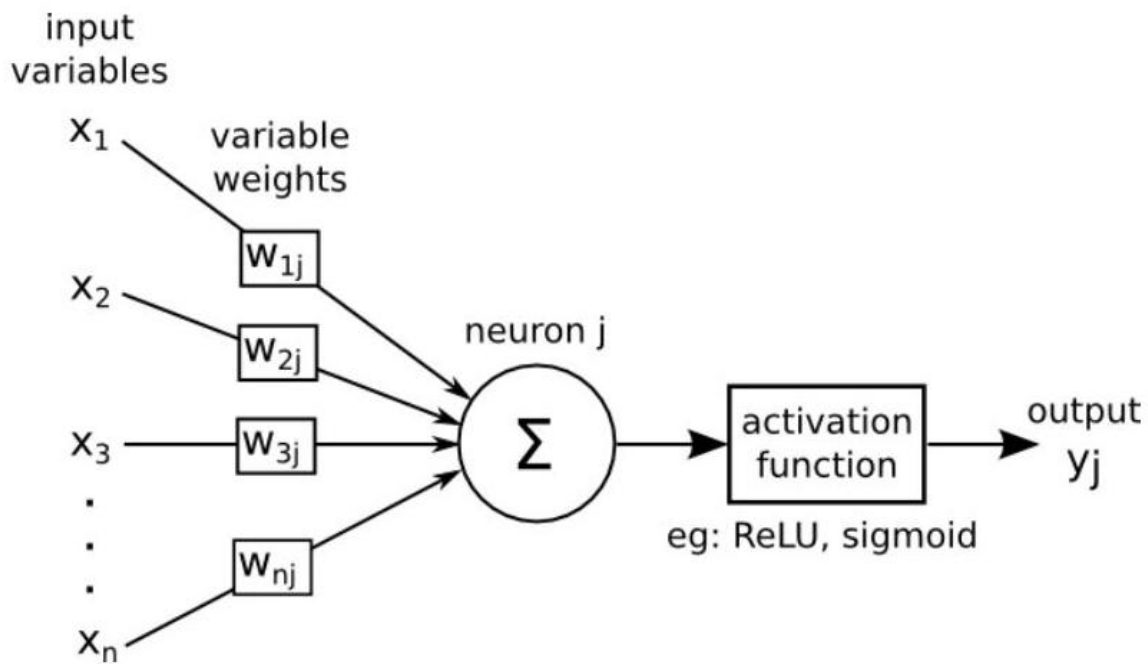 input
variables
x₁
variable
weights
w₁ⱼ
x₂
w₂ⱼ
neuron j
x₃
w₃ⱼ
Σ
activation
function
output
yⱼ
eg: ReLU, sigmoid
.
.
.
wₙⱼ
xₙ